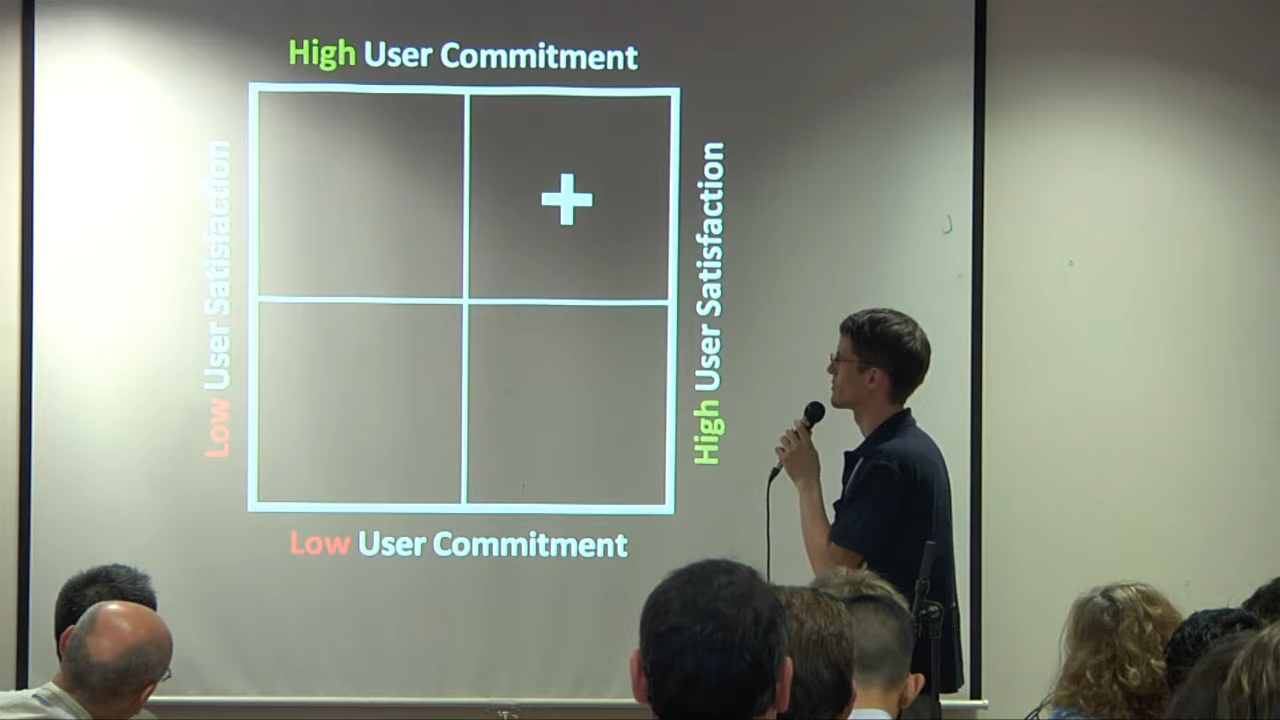 High User Commitment
Low User Satisfaction
High User Satisfaction
Low User Commitment